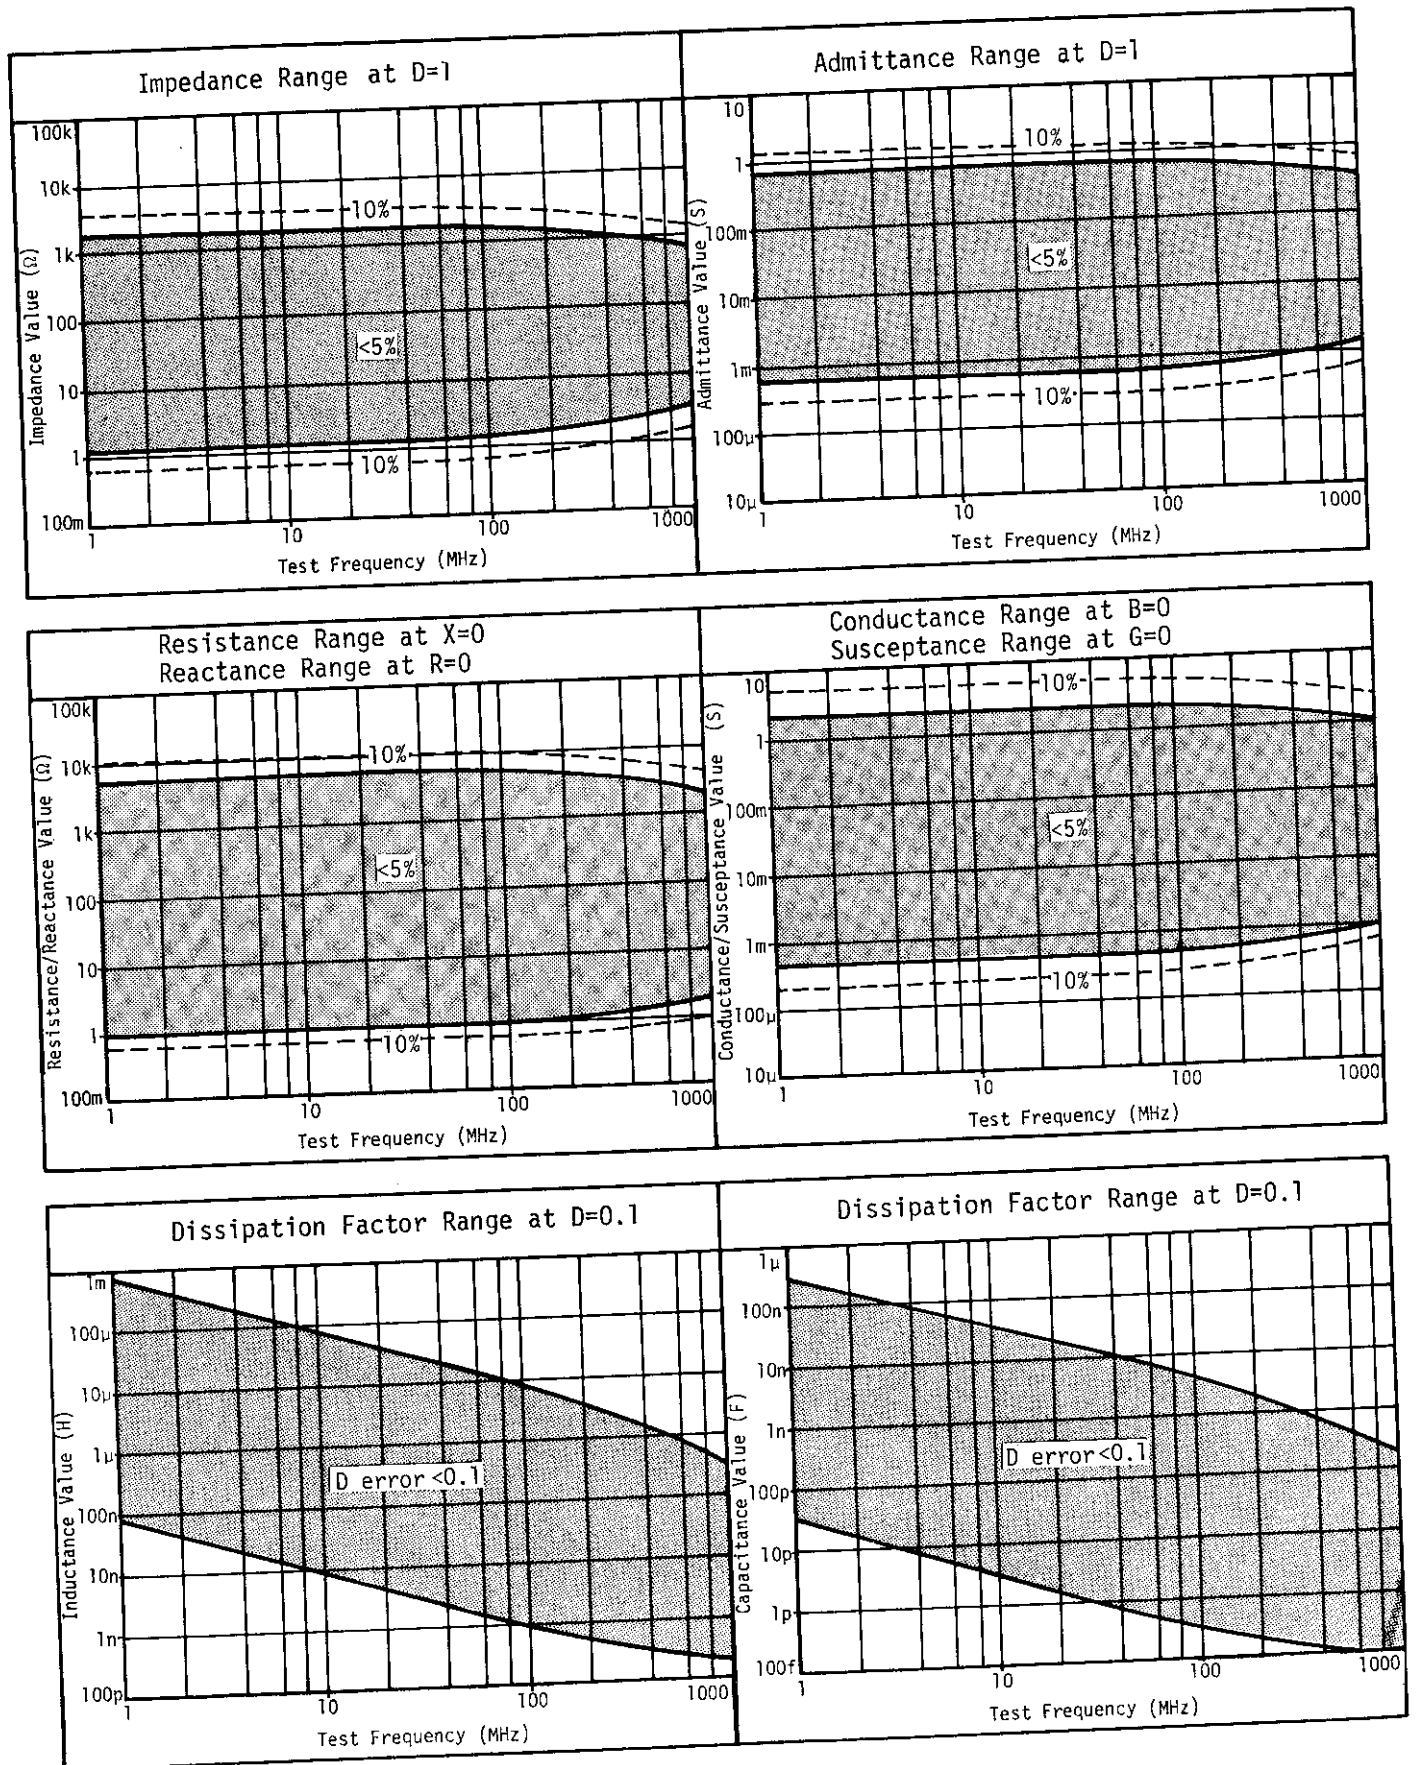 Impedance Range at D=1
Impedance Value (Ω)
100k
10k
1k
100
10
1
100m
10%
<5%
10%
1
10
100
1000
Test Frequency (MHz)
Admittance Range at D=1
Admittance Value (S)
10
1
100m
10m
1m
100μ
10μ
10%
<5%
10%
1
10
100
1000
Test Frequency (MHz)
Resistance Range at X=0
Reactance Range at R=0
Resistance/Reactance Value (Ω)
100k
10k
1k
100
10
1
100m
10%
<5%
10%
1
10
100
1000
Test Frequency (MHz)
Conductance Range at B=0
Susceptance Range at G=0
Conductance/Susceptance Value (S)
10
1
100m
10m
1m
100μ
10μ
10%
<5%
10%
1
10
100
1000
Test Frequency (MHz)
Dissipation Factor Range at D=0.1
Inductance Value (H)
1m
100μ
10μ
1μ
100n
10n
1n
100p
D error<0.1
1
10
100
1000
Test Frequency (MHz)
Dissipation Factor Range at D=0.1
Capacitance Value (F)
1μ
100n
10n
1n
100p
10p
1p
100f
D error<0.1
1
10
100
1000
Test Frequency (MHz)